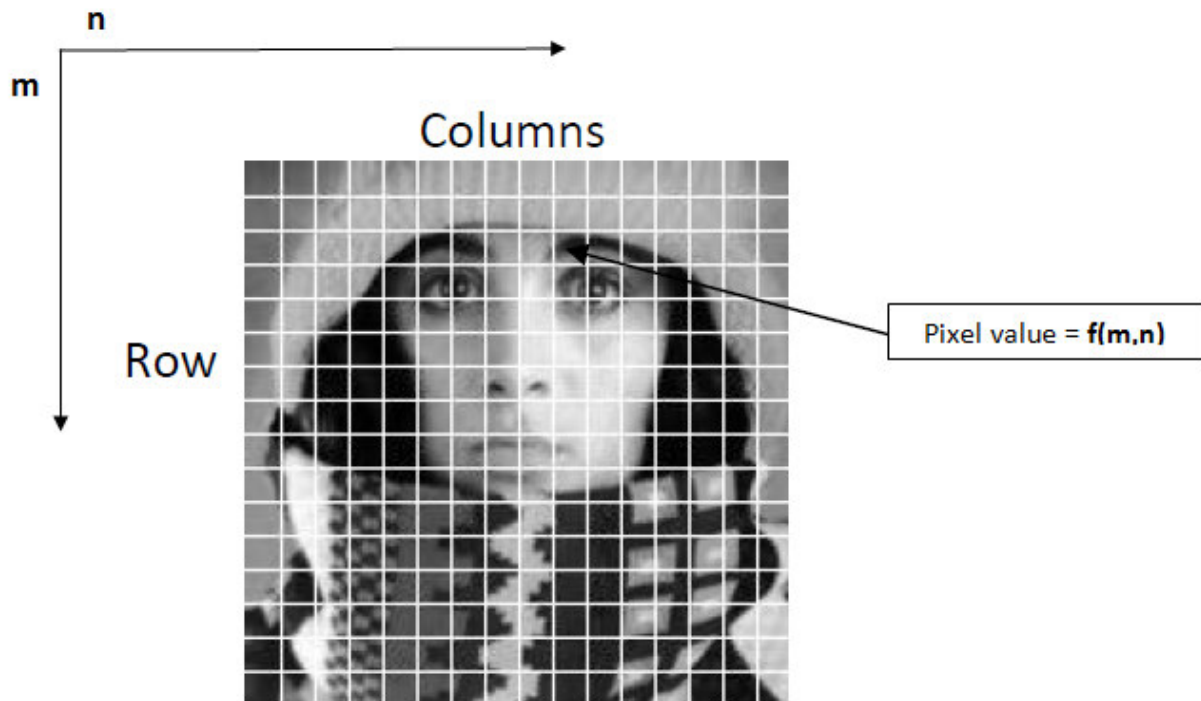 n
m
Columns
Row
Pixel value = f(m,n)